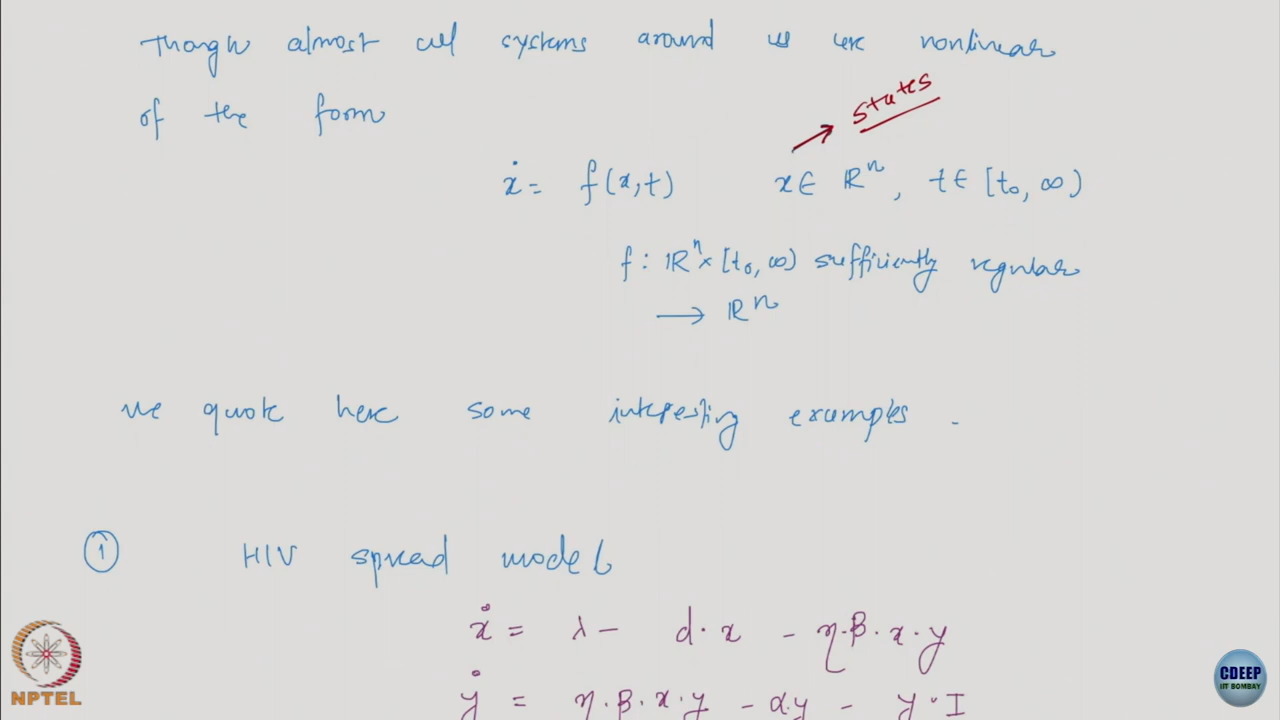 Though almost all systems around us are nonlinear
of the form
states
ẋ = f(x,t) x ∈ ℝⁿ, t ∈ [t₀, ∞)
f : ℝⁿ × [t₀, ∞) sufficiently regular
→ ℝⁿ
We quote here some interesting examples .
① HIV spread model
ẋ = λ − d · x − η · β · x · y
ẏ = η · β · x · y − α · y − y · I
NPTEL
CDEEP
IIT BOMBAY